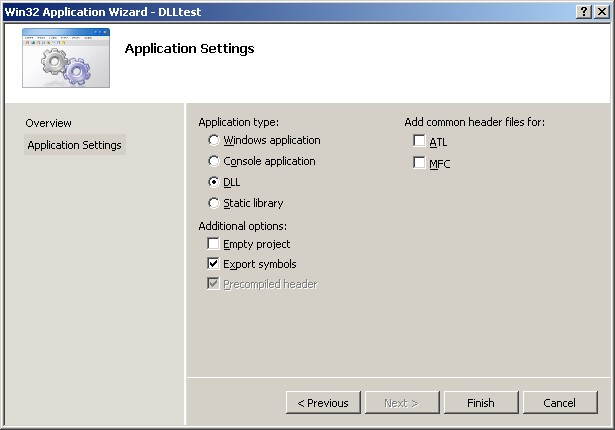 Win32 Application Wizard - DLLtest
Application Settings
Overview
Application Settings
Application type:
Windows application
Console application
DLL
Static library
Additional options:
Empty project
Export symbols
Precompiled header
Add common header files for:
ATL
MFC
< Previous
Next >
Finish
Cancel